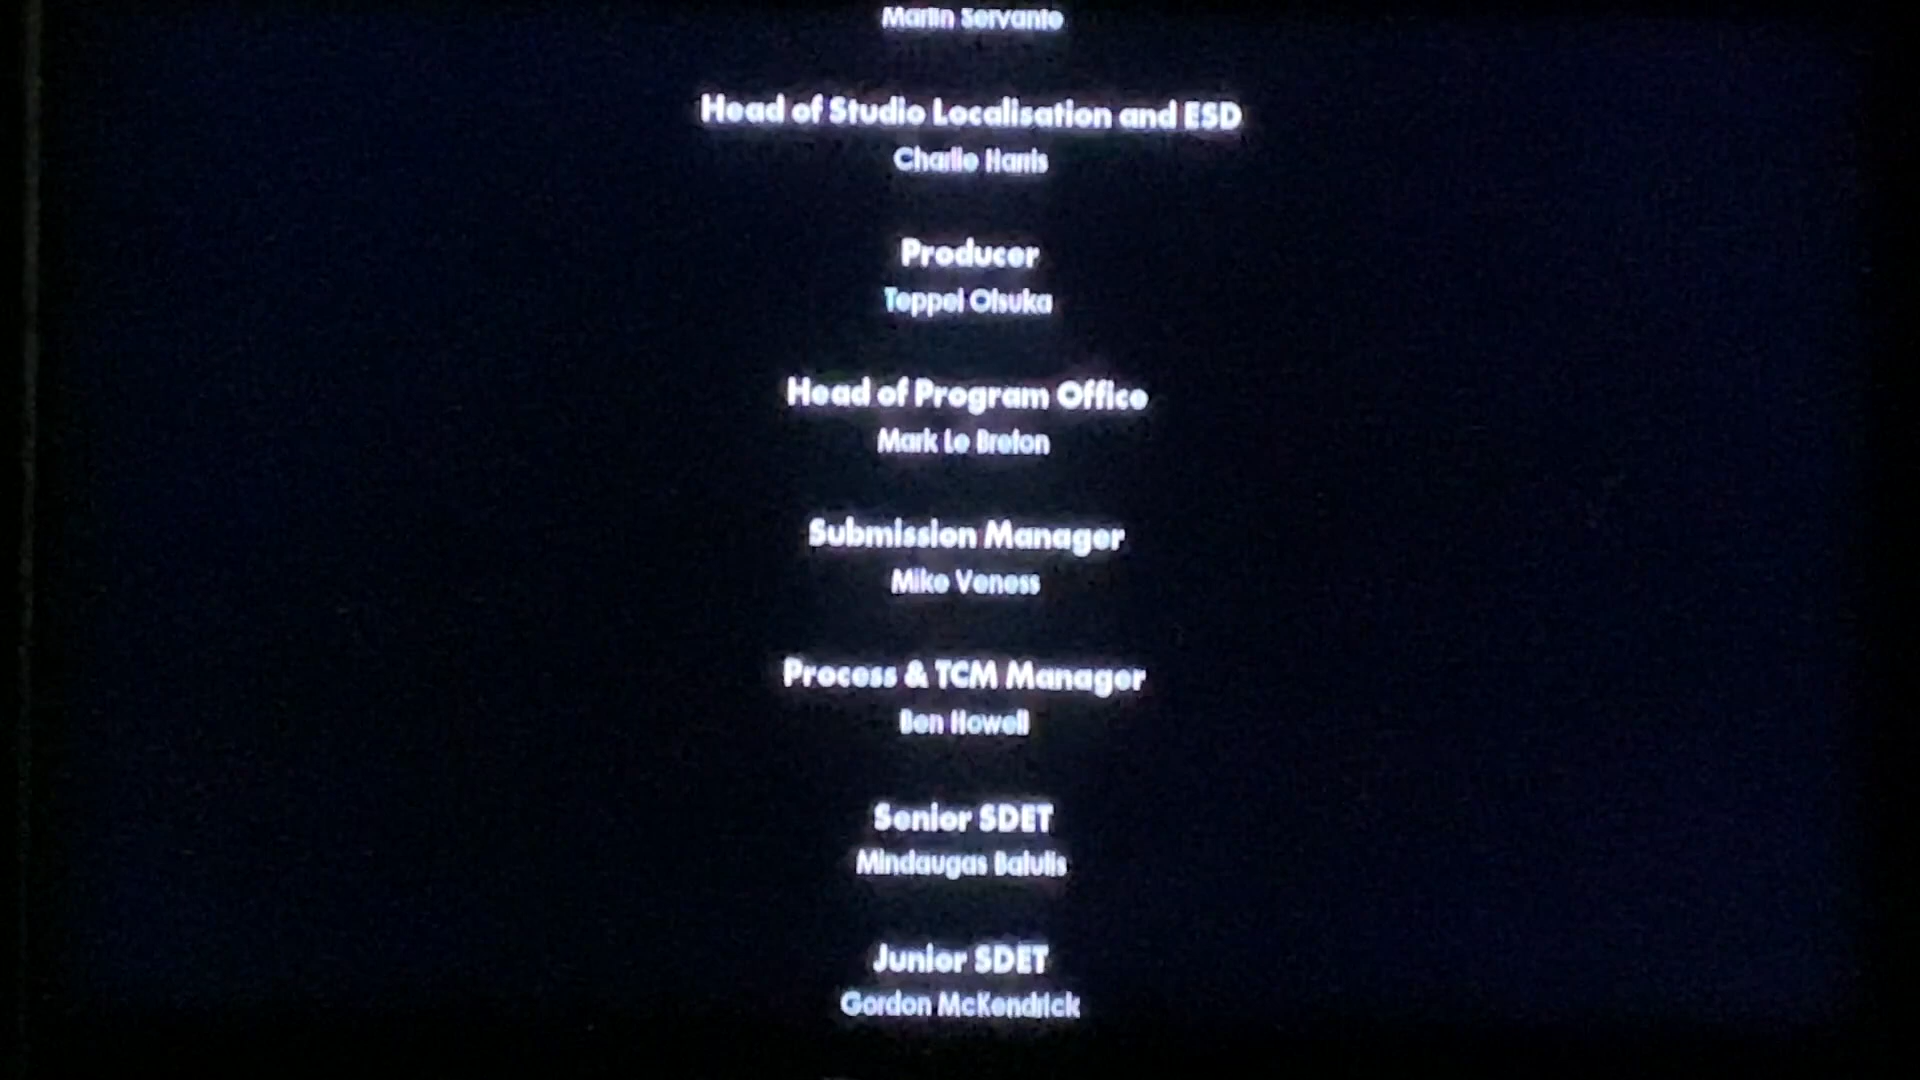 Martin Servante
Head of Studio Localisation and ESD
Charlie Harris
Producer
Teppei Otsuka
Head of Program Office
Mark Le Breton
Submission Manager
Mike Veness
Process & TCM Manager
Ben Howell
Senior SDET
Mindaugas Balulis
Junior SDET
Gordon McKendrick